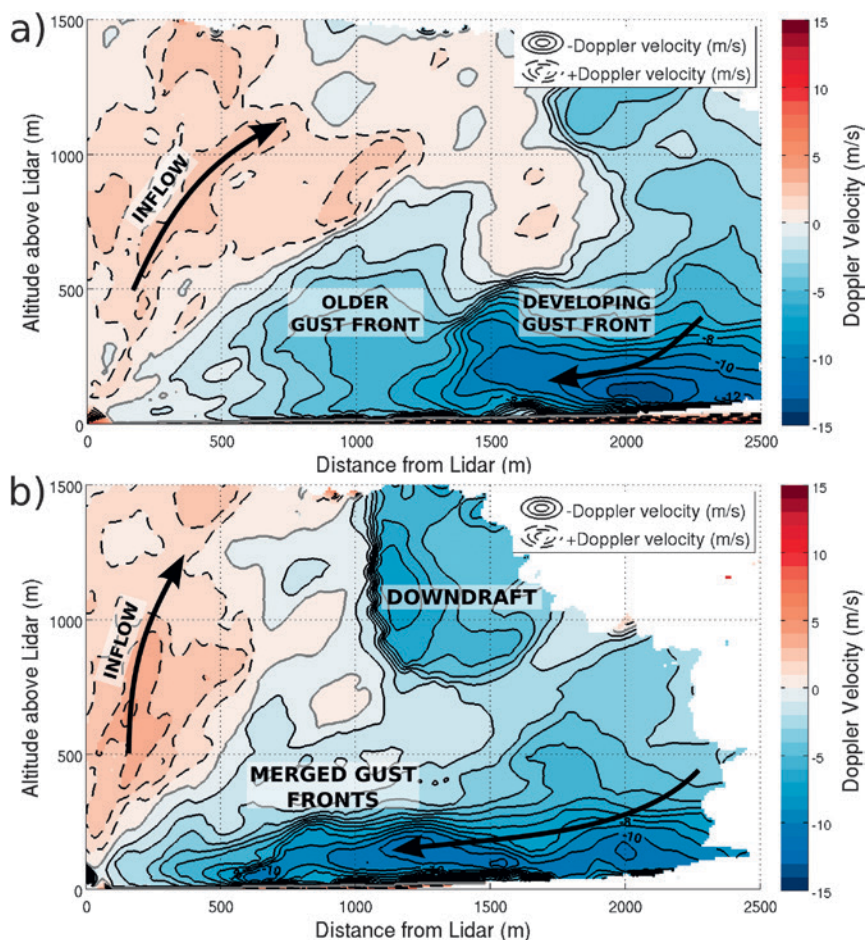 a)
1500
1000
500
0
Altitude above Lidar (m)
-Doppler velocity (m/s)
+Doppler velocity (m/s)
INFLOW
OLDER
GUST FRONT
DEVELOPING
GUST FRONT
-8
-10
-12
0
500
1000
1500
2000
2500
Distance from Lidar (m)
15
10
5
0
-5
-10
-15
Doppler Velocity (m/s)
b)
1500
1000
500
0
Altitude above Lidar (m)
-Doppler velocity (m/s)
+Doppler velocity (m/s)
INFLOW
DOWNDRAFT
MERGED GUST
FRONTS
-8
-10
-10
0
500
1000
1500
2000
2500
Distance from Lidar (m)
15
10
5
0
-5
-10
-15
Doppler Velocity (m/s)